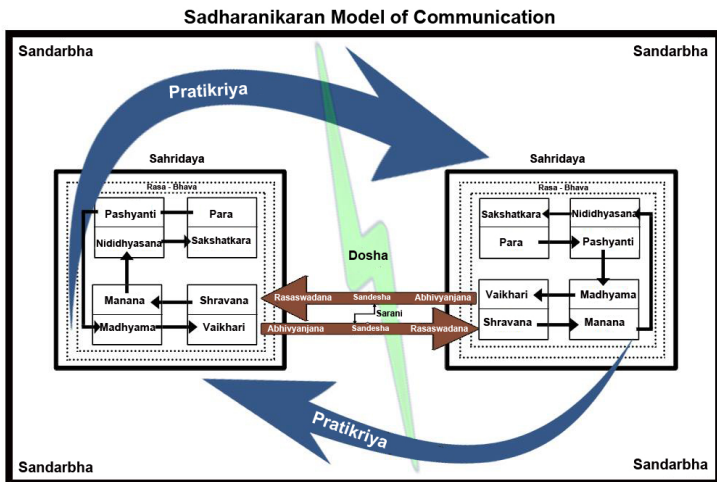 Sadharanikaran Model of Communication
Sandarbha
Sandarbha
Pratikriya
Sahridaya
Rasa - Bhava
Pashyanti
Para
Nididhyasana
Sakshatkara
Manana
Shravana
Madhyama
Vaikhari
Dosha
Rasaswadana Sandesha Abhivyanjana
Sarani
Abhivyanjana Sandesha Rasaswadana
Sahridaya
Rasa - Bhava
Sakshatkara
Nididhyasana
Para
Pashyanti
Vaikhari
Madhyama
Shravana
Manana
Pratikriya
Sandarbha
Sandarbha